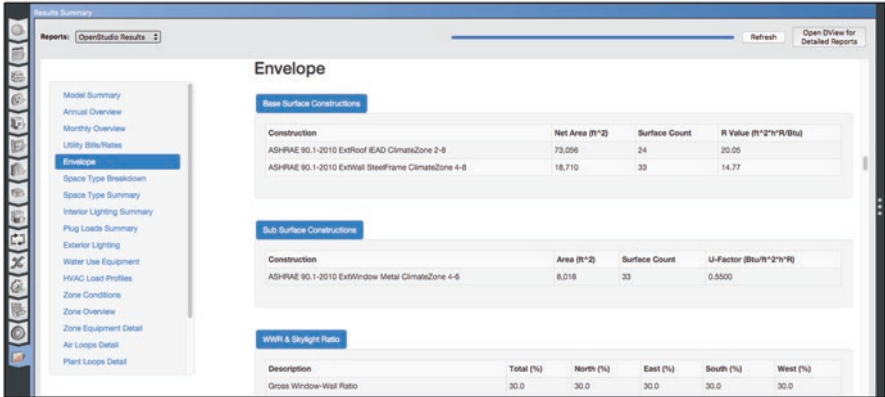 Results Summary
Reports: OpenStudio Results
Refresh
Open DView for
Detailed Reports
Model Summary
Annual Overview
Monthly Overview
Utility Bills/Rates
Envelope
Space Type Breakdown
Space Type Summary
Interior Lighting Summary
Plug Loads Summary
Exterior Lighting
Water Use Equipment
HVAC Load Profiles
Zone Conditions
Zone Overview
Zone Equipment Detail
Air Loops Detail
Plant Loops Detail
Envelope
Base Surface Constructions
Construction Net Area (ft^2) Surface Count R Value (ft^2*h*R/Btu)
ASHRAE 90.1-2010 ExtRoof IEAD ClimateZone 2-8 73,056 24 20.05
ASHRAE 90.1-2010 ExtWall SteelFrame ClimateZone 4-8 18,710 33 14.77
Sub Surface Constructions
Construction Area (ft^2) Surface Count U-Factor (Btu/ft^2*h*R)
ASHRAE 90.1-2010 ExtWindow Metal ClimateZone 4-6 8,018 33 0.5500
WWR & Skylight Ratio
Description Total (%) North (%) East (%) South (%) West (%)
Gross Window-Wall Ratio 30.0 30.0 30.0 30.0 30.0